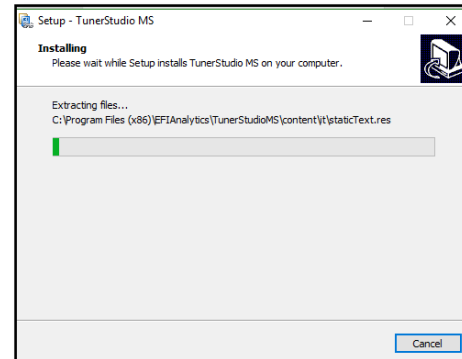 Setup - TunerStudio MS
Installing
Please wait while Setup installs TunerStudio MS on your computer.
Extracting files...
C:\Program Files (x86)\EFIAnalytics\TunerStudioMS\content\it\staticText.res
Cancel